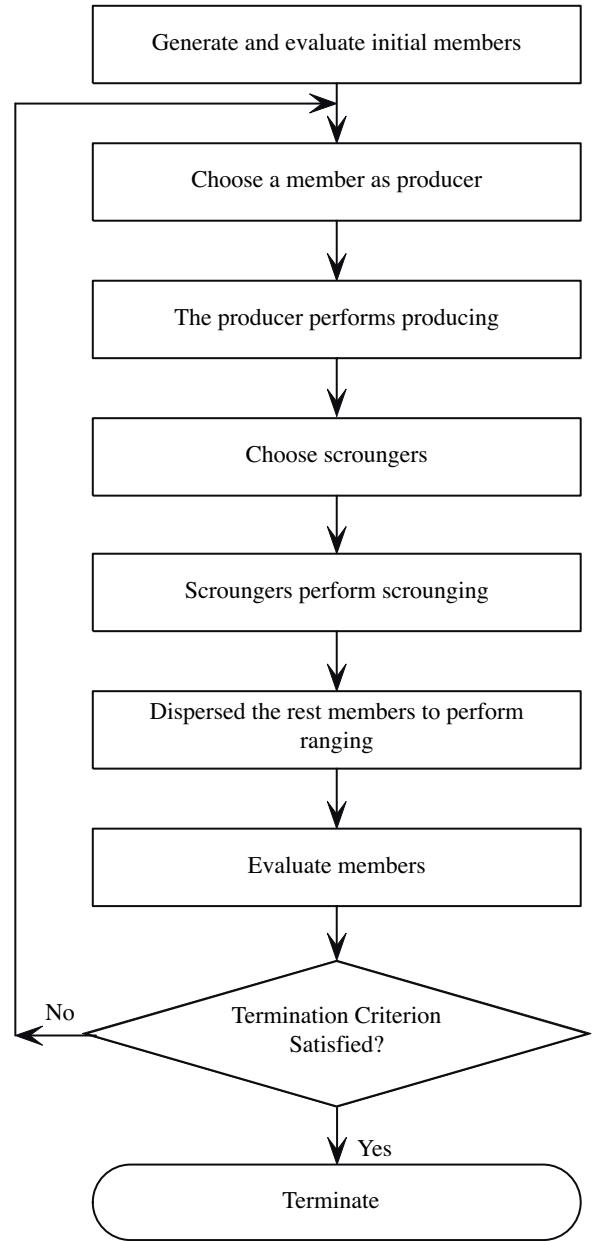 Generate and evaluate initial members
Choose a member as producer
The producer performs producing
Choose scroungers
Scroungers perform scrounging
Dispersed the rest members to perform
ranging
Evaluate members
Termination Criterion
Satisfied?
No
Yes
Terminate